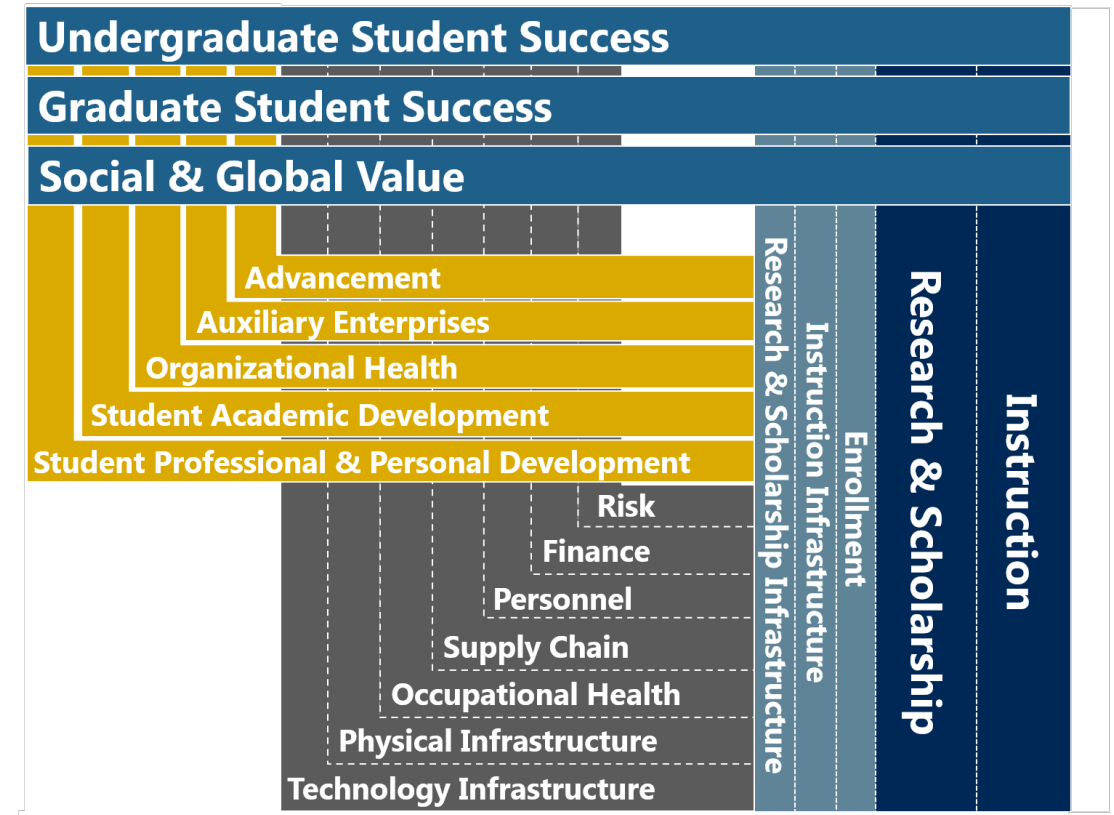 Undergraduate Student Success
Graduate Student Success
Social & Global Value
Advancement
Auxiliary Enterprises
Organizational Health
Student Academic Development
Student Professional & Personal Development
Risk
Finance
Personnel
Supply Chain
Occupational Health
Physical Infrastructure
Technology Infrastructure
Research & Scholarship Infrastructure
Instruction Infrastructure
Enrollment
Research & Scholarship
Instruction